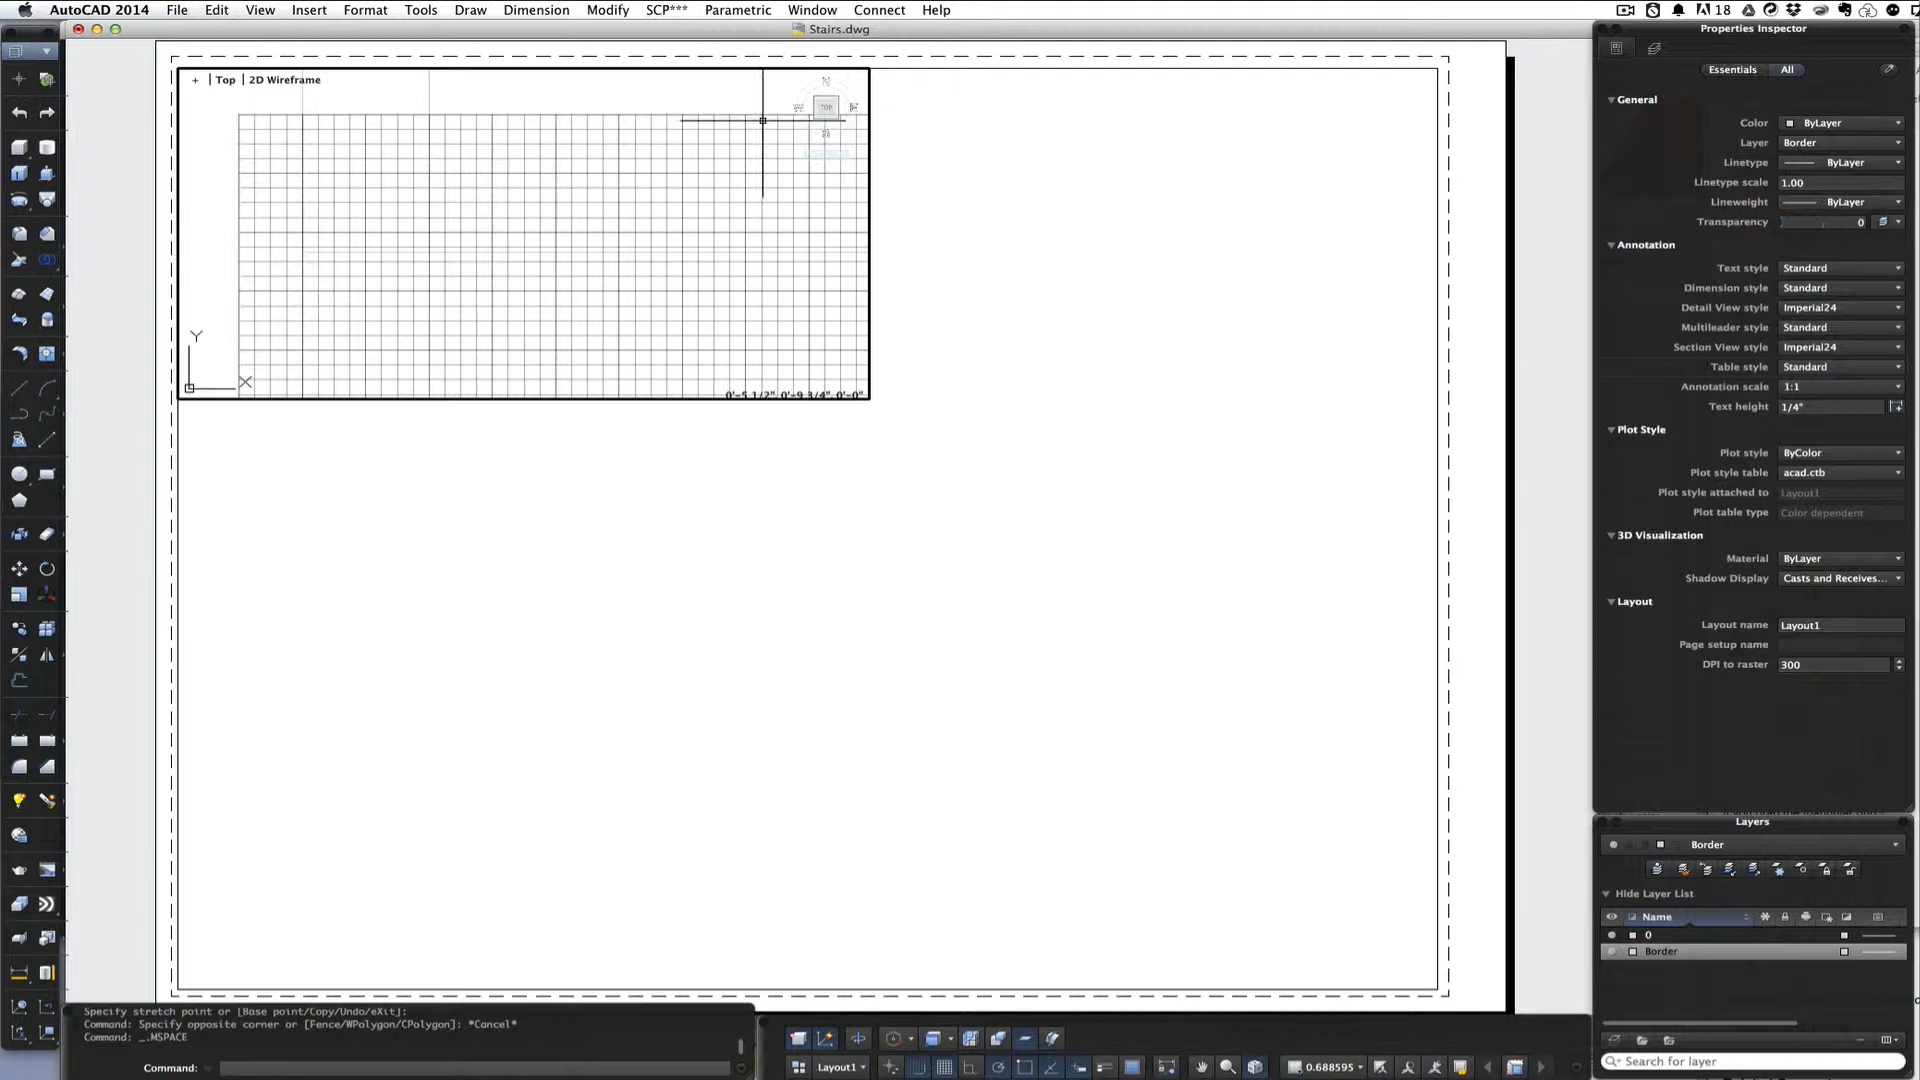 AutoCAD 2014 File Edit View Insert Format Tools Draw Dimension Modify SCP*** Parametric Window Connect Help 18
Stairs.dwg
Properties Inspector
+ | Top | 2D Wireframe
TOP
Y
X
0'-5 1/2", 0'-9 3/4", 0'-0"
Essentials All
General
Color ByLayer
Layer Border
Linetype ByLayer
Linetype scale 1.00
Lineweight ByLayer
Transparency 0
Annotation
Text style Standard
Dimension style Standard
Detail View style Imperial24
Multileader style Standard
Section View style Imperial24
Table style Standard
Annotation scale 1:1
Text height 1/4"
Plot Style
Plot style ByColor
Plot style table acad.ctb
Plot style attached to Layout1
Plot table type Color dependent
3D Visualization
Material ByLayer
Shadow Display Casts and Receives...
Layout
Layout name Layout1
Page setup name
DPI to raster 300
Layers
Border
Hide Layer List
Name
0
Border
Search for layer
Specify stretch point or [Base point/Copy/Undo/eXit]:
Command: Specify opposite corner or [Fence/WPolygon/CPolygon]: *Cancel*
Command: _.MSPACE
Command:
Layout1
0.688595